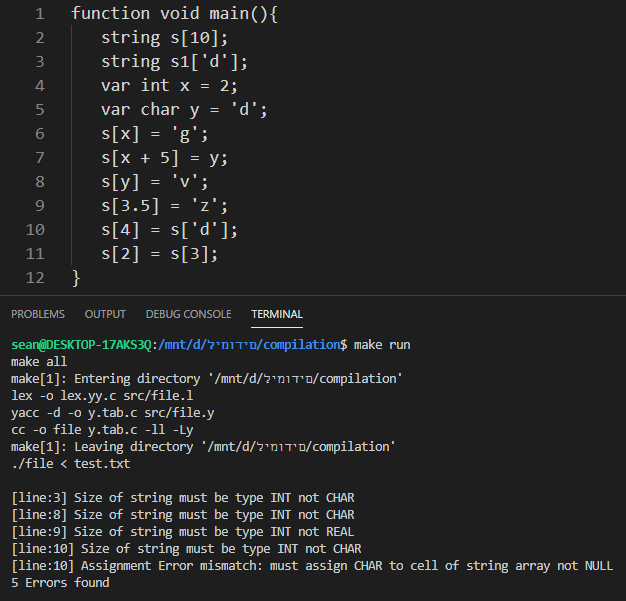 1 function void main(){
2 string s[10];
3 string s1['d'];
4 var int x = 2;
5 var char y = 'd';
6 s[x] = 'g';
7 s[x + 5] = y;
8 s[y] = 'v';
9 s[3.5] = 'z';
10 s[4] = s['d'];
11 s[2] = s[3];
12 }
PROBLEMS OUTPUT DEBUG CONSOLE TERMINAL
sean@DESKTOP-17AKS3Q:/mnt/d/לימודים/compilation$ make run
make all
make[1]: Entering directory '/mnt/d/לימודים/compilation'
lex -o lex.yy.c src/file.l
yacc -d -o y.tab.c src/file.y
cc -o file y.tab.c -ll -Ly
make[1]: Leaving directory '/mnt/d/לימודים/compilation'
./file < test.txt
[line:3] Size of string must be type INT not CHAR
[line:8] Size of string must be type INT not CHAR
[line:9] Size of string must be type INT not REAL
[line:10] Size of string must be type INT not CHAR
[line:10] Assignment Error mismatch: must assign CHAR to cell of string array not NULL
5 Errors found